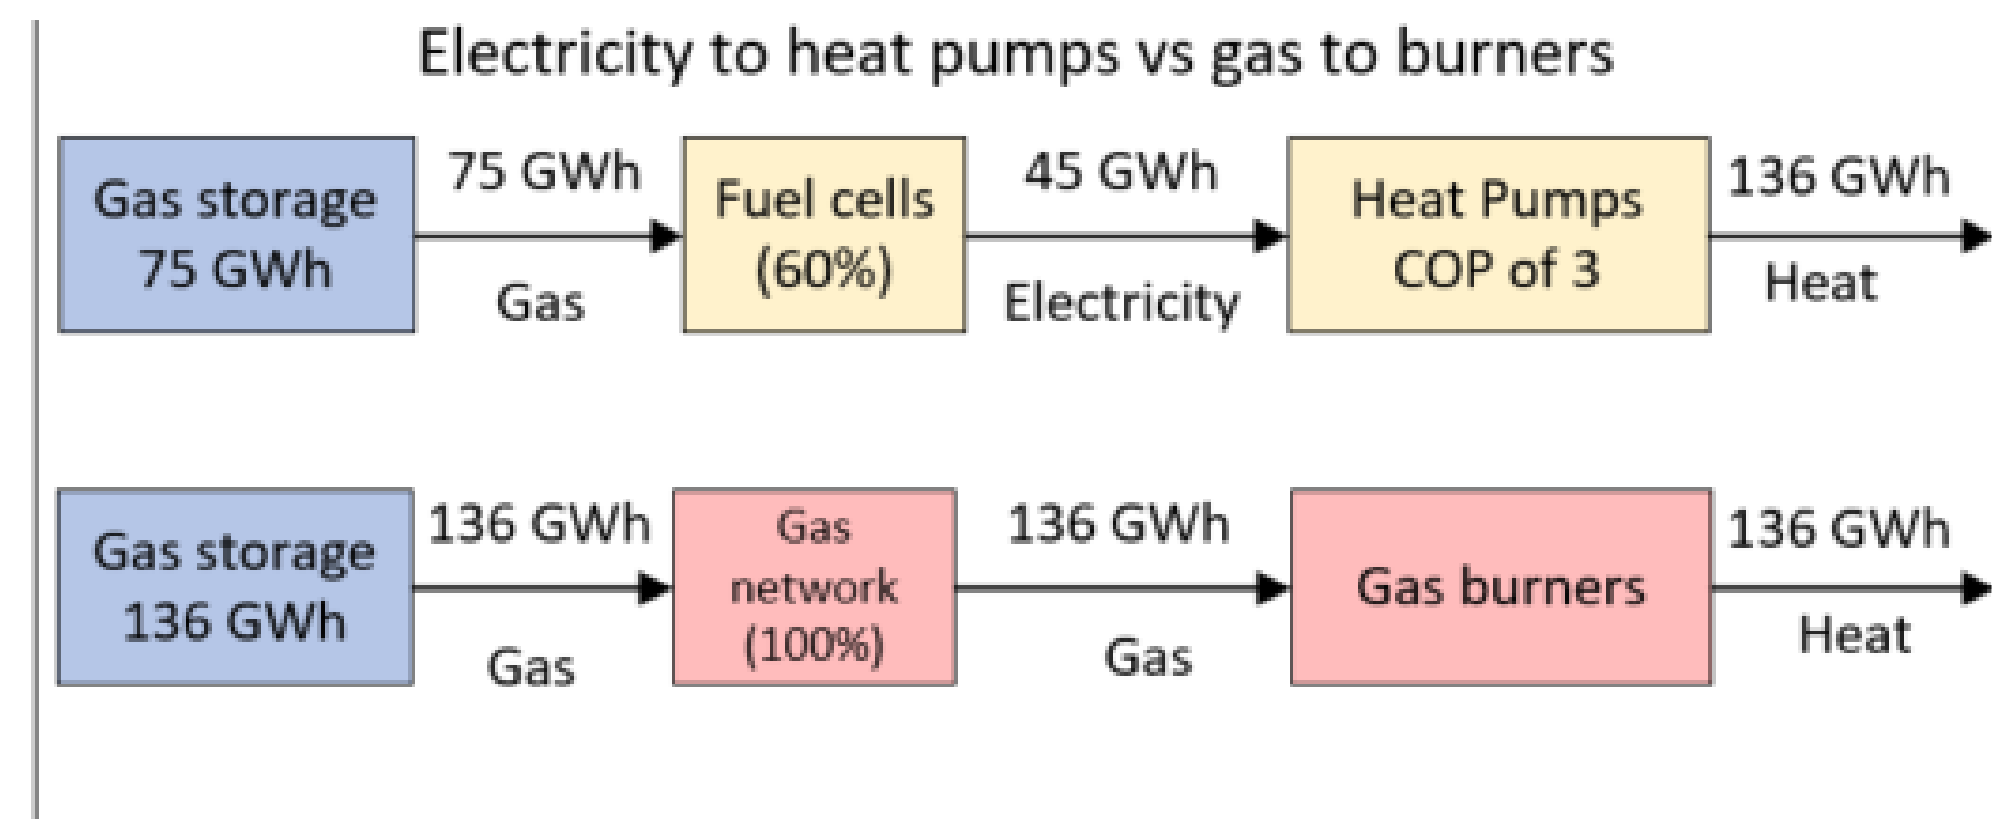 Electricity to heat pumps vs gas to burners
Gas storage
75 GWh
75 GWh
Gas
Fuel cells
(60%)
45 GWh
Electricity
Heat Pumps
COP of 3
136 GWh
Heat
Gas storage
136 GWh
136 GWh
Gas
Gas
network
(100%)
136 GWh
Gas
Gas burners
136 GWh
Heat